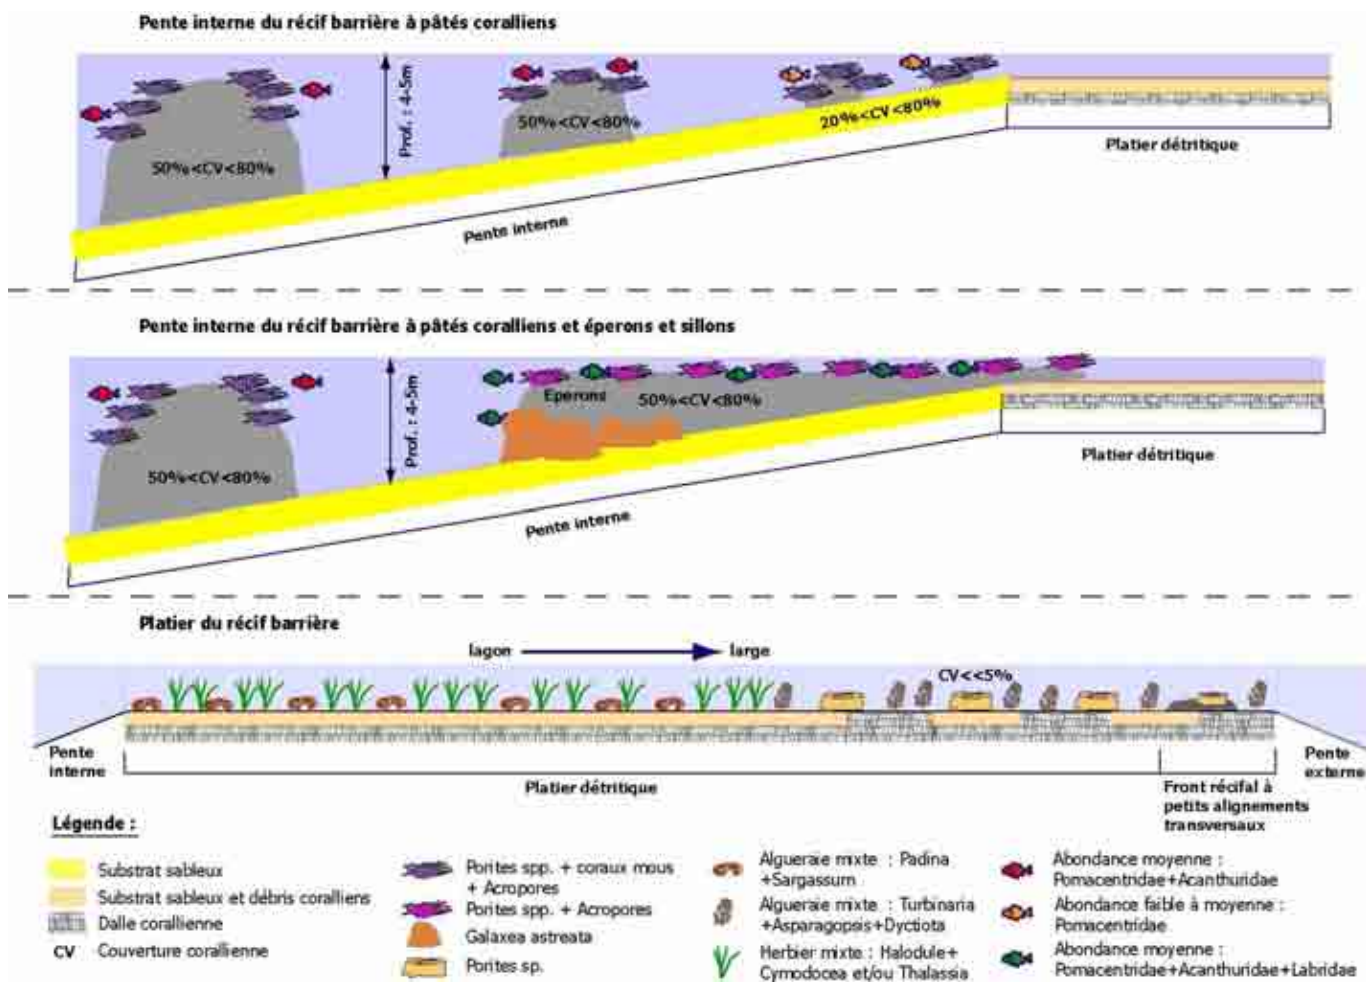 Pente interne du récif barrière à pâtés coralliens
Prof. : 4-5m
50%<CV<80%
50%<CV<80%
20%<CV<80%
Platier détritique
Pente interne
Pente interne du récif barrière à pâtés coralliens et éperons et sillons
Prof. : 4-5m
Eperons
50%<CV<80%
50%<CV<80%
Platier détritique
Pente interne
Platier du récif barrière
lagon
large
CV<<5%
Pente
interne
Platier détritique
Pente
externe
Front récifal à
petits alignements
transversaux
Légende :
Substrat sableux
Substrat sableux et débris coralliens
Dalle corallienne
CV Couverture corallienne
Porites spp. + coraux mous
+ Acropores
Porites spp. + Acropores
Galaxea astreata
Porites sp.
Algueraie mixte : Padina
+Sargassum
Algueraie mixte : Turbinaria
+Asparagopsis+Dyctiota
Herbier mixte : Halodule+
Cymodocea et/ou Thalassia
Abondance moyenne :
Pomacentridae+Acanthuridae
Abondance faible à moyenne :
Pomacentridae
Abondance moyenne :
Pomacentridae+Acanthuridae+Labridae